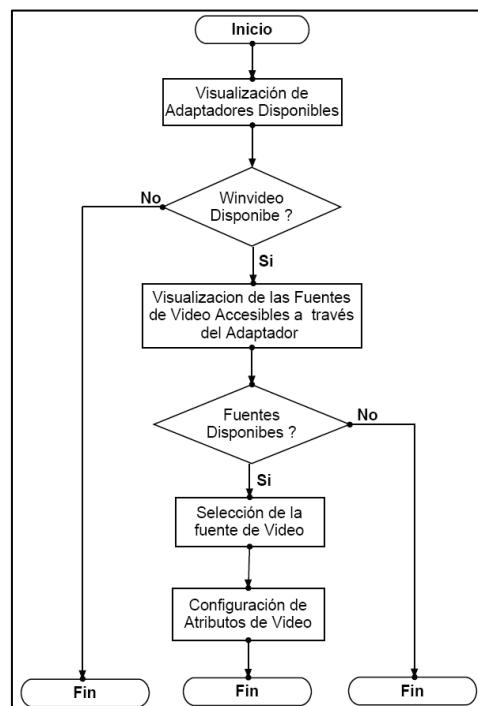 Inicio
Visualización de
Adaptadores Disponibles
No
Winvideo
Disponibe ?
Si
Visualizacion de las Fuentes
de Video Accesibles a través
del Adaptador
Fuentes
Disponibes ?
No
Si
Selección de la
fuente de Video
Configuración de
Atributos de Video
Fin
Fin
Fin